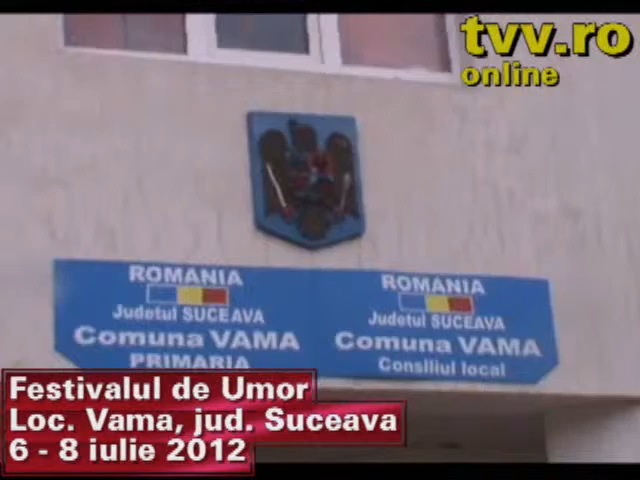 tvv.ro
online
ROMANIA
Judetul SUCEAVA
Comuna VAMA
PRIMARIA
ROMANIA
Judetul SUCEAVA
Comuna VAMA
Consiliul local
Festivalul de Umor
Loc. Vama, jud. Suceava
6 - 8 iulie 2012